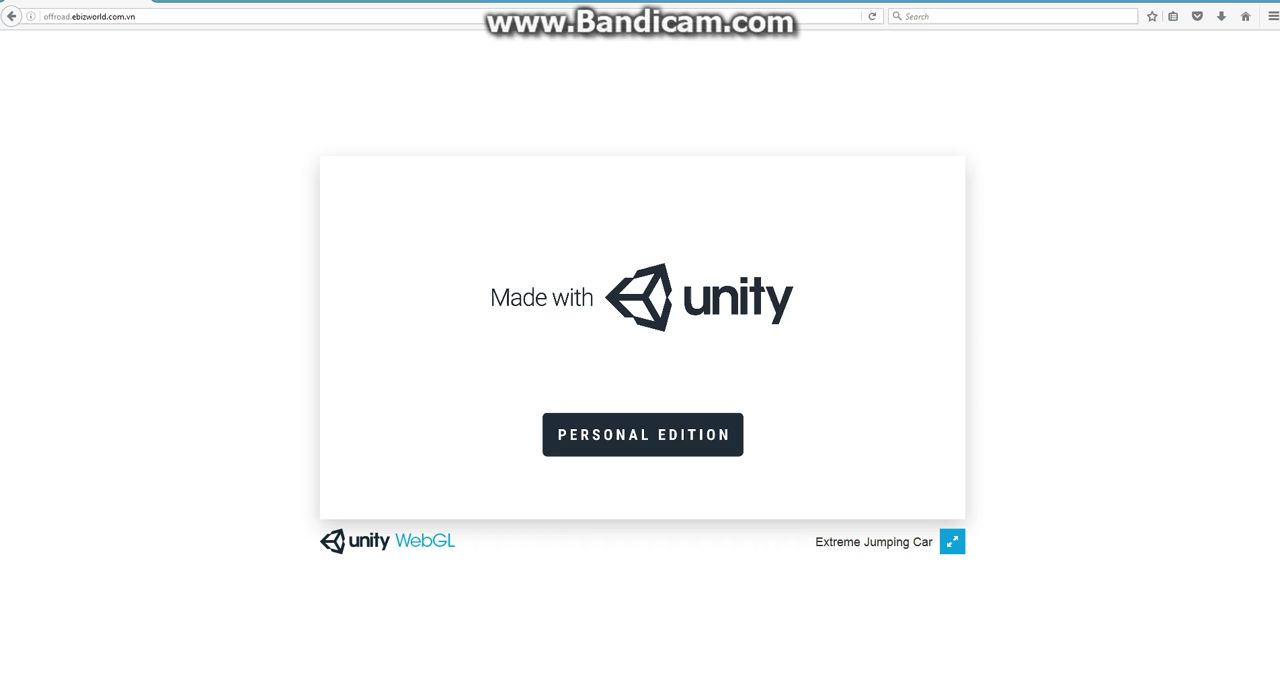 offroad.ebizworld.com.vn
Search
www.Bandicam.com
Made with unity
PERSONAL EDITION
unity WebGL
Extreme Jumping Car